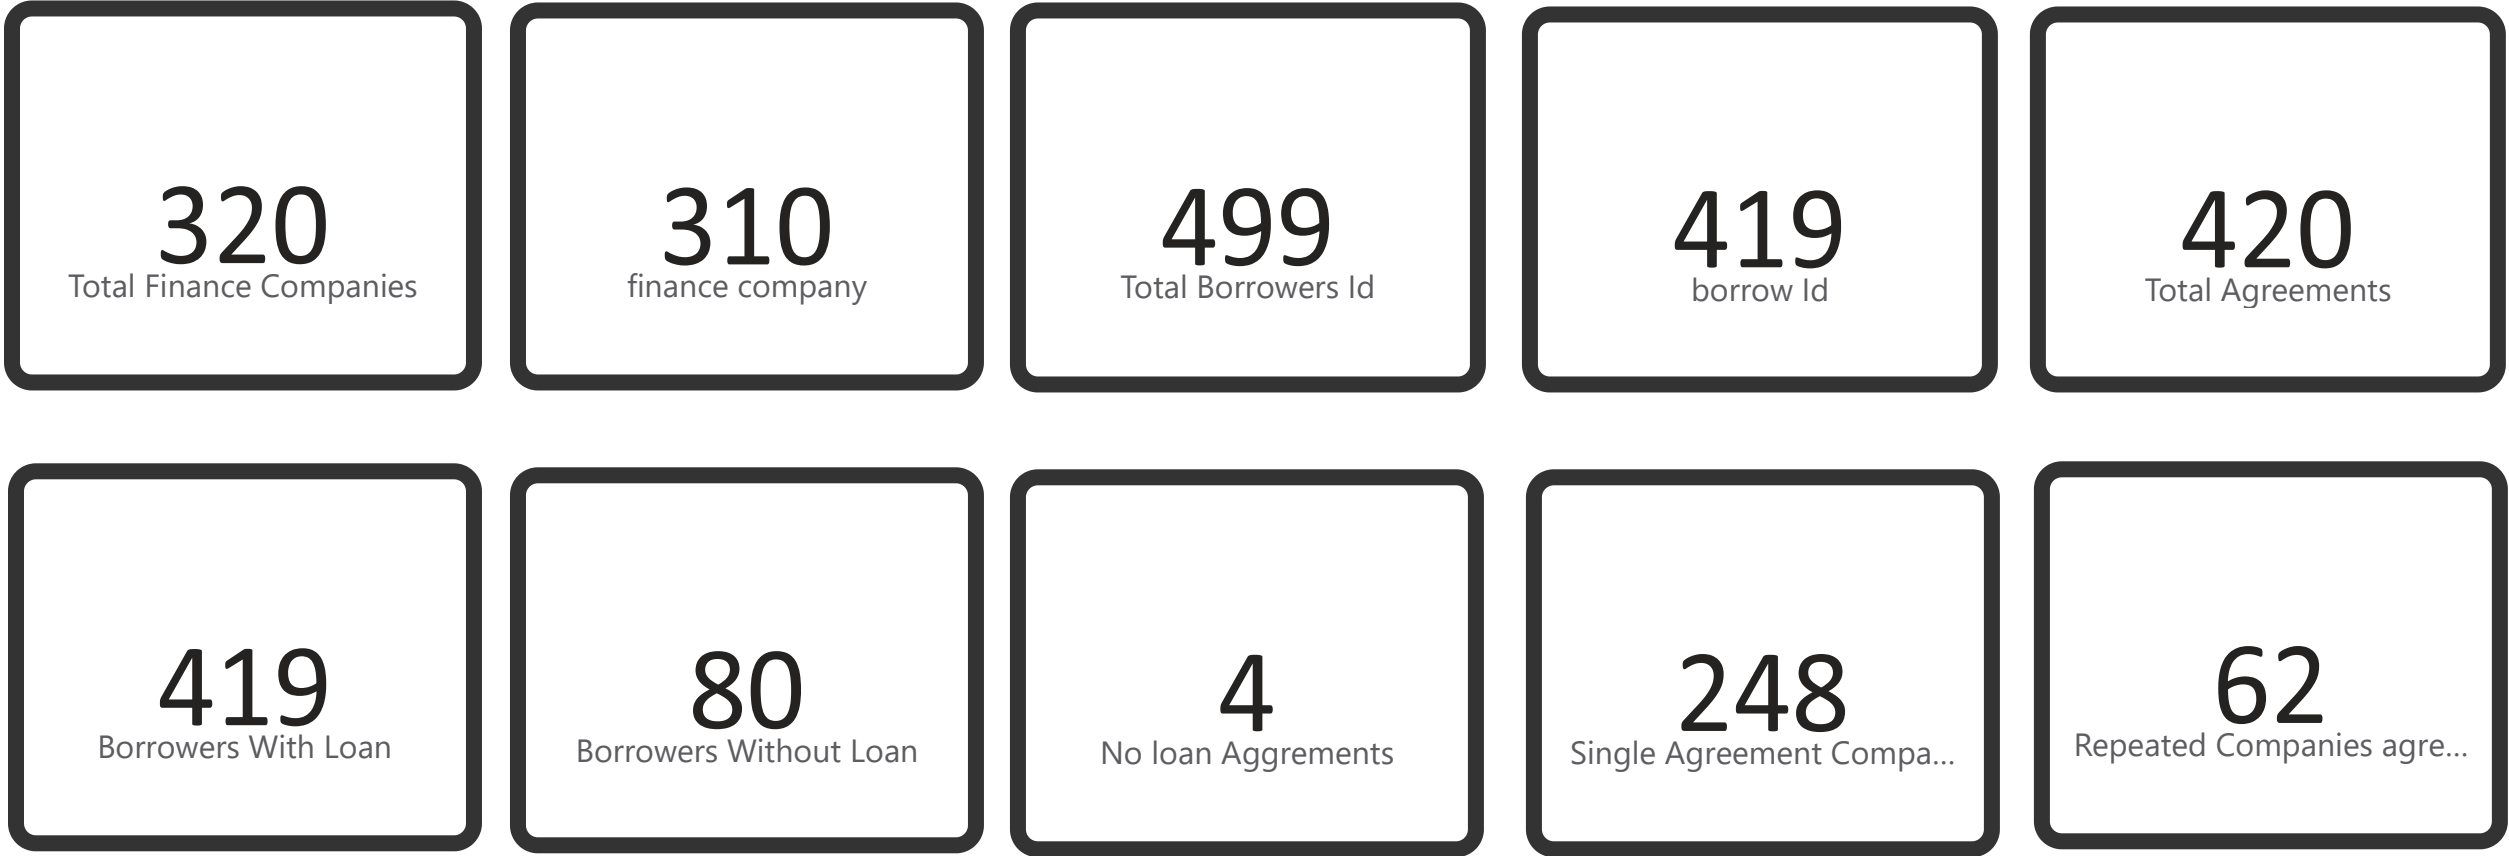 320
Total Finance Companies
310
finance company
499
Total Borrowers Id
419
borrow Id
420
Total Agreements
419
Borrowers With Loan
80
Borrowers Without Loan
4
No loan Aggrements
248
Single Agreement Compa...
62
Repeated Companies agre...